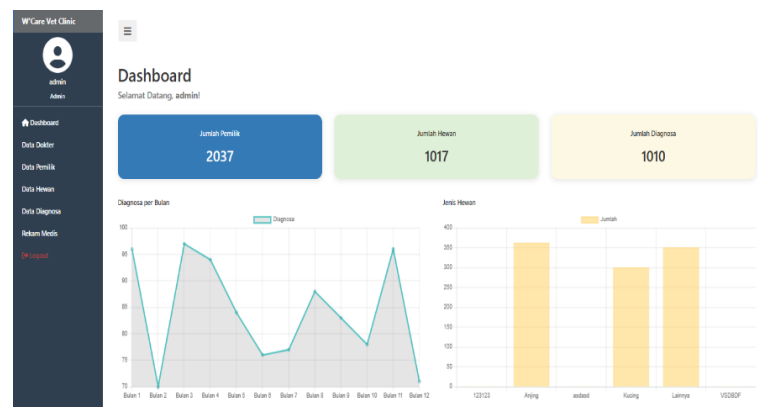 W'Care Vet Clinic
admin
Admin
Dashboard
Data Dokter
Data Pemilik
Data Hewan
Data Diagnosa
Rekam Medis
Logout
Dashboard
Selamat Datang, admin!
Jumlah Pemilik
2037
Jumlah Hewan
1017
Jumlah Diagnosa
1010
Diagnosa per Bulan
Diagnosa
100
95
90
85
80
75
70
Bulan 1 Bulan 2 Bulan 3 Bulan 4 Bulan 5 Bulan 6 Bulan 7 Bulan 8 Bulan 9 Bulan 10 Bulan 11 Bulan 12
Jenis Hewan
Jumlah
400
350
300
250
200
150
100
50
0
123123 Anjing asdasd Kucing Lainnya VSDBDF